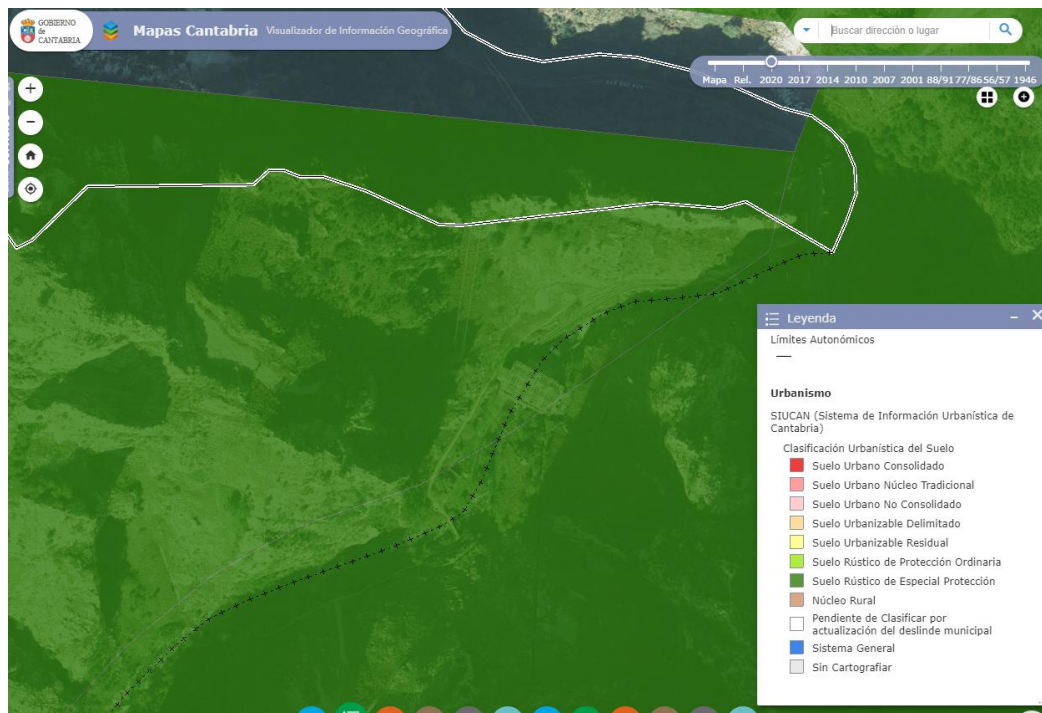 GOBIERNO
de
CANTABRIA
Mapas Cantabria Visualizador de Información Geográfica
Buscar dirección o lugar
Mapa Rel. 2020 2017 2014 2010 2007 2001 88/91 77/86 56/57 1946
Leyenda
Límites Autonómicos
Urbanismo
SIUCAN (Sistema de Información Urbanística de
Cantabria)
Clasificación Urbanística del Suelo
Suelo Urbano Consolidado
Suelo Urbano Núcleo Tradicional
Suelo Urbano No Consolidado
Suelo Urbanizable Delimitado
Suelo Urbanizable Residual
Suelo Rústico de Protección Ordinaria
Suelo Rústico de Especial Protección
Núcleo Rural
Pendiente de Clasificar por
actualización del deslinde municipal
Sistema General
Sin Cartografiar